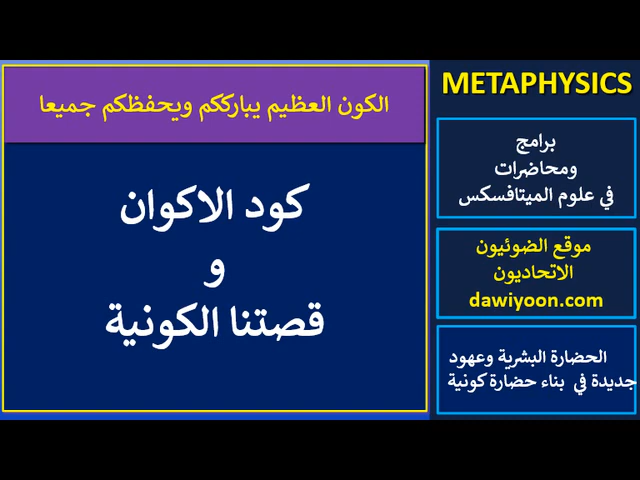 الكون العظيم يبارككم ويحفظكم جميعا
كود الاكوان
و
قصتنا الكونية
METAPHYSICS
برامج
ومحاضرات
في علوم الميتافسكس
موقع الضوئيون
الاتحاديون
dawiyoon.com
الحضارة البشرية وعهود
جديدة في بناء حضارة كونية